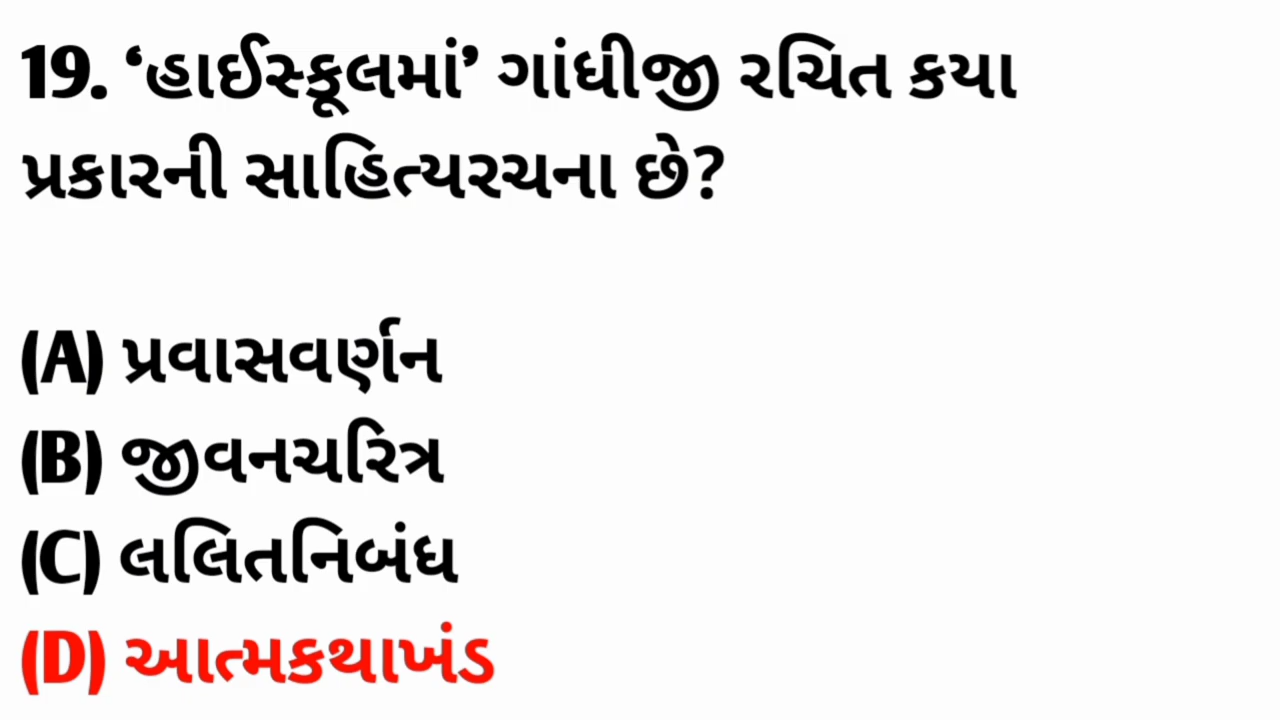 19. ‘હાઈસ્કૂલમાં’ ગાંધીજી રચિત કયા
પ્રકારની સાહિત્યરચના છે?
(A) પ્રવાસવર્ણન
(B) જીવનચરિત્ર
(C) લલિતનિબંધ
(D) આત્મકથાખંડ